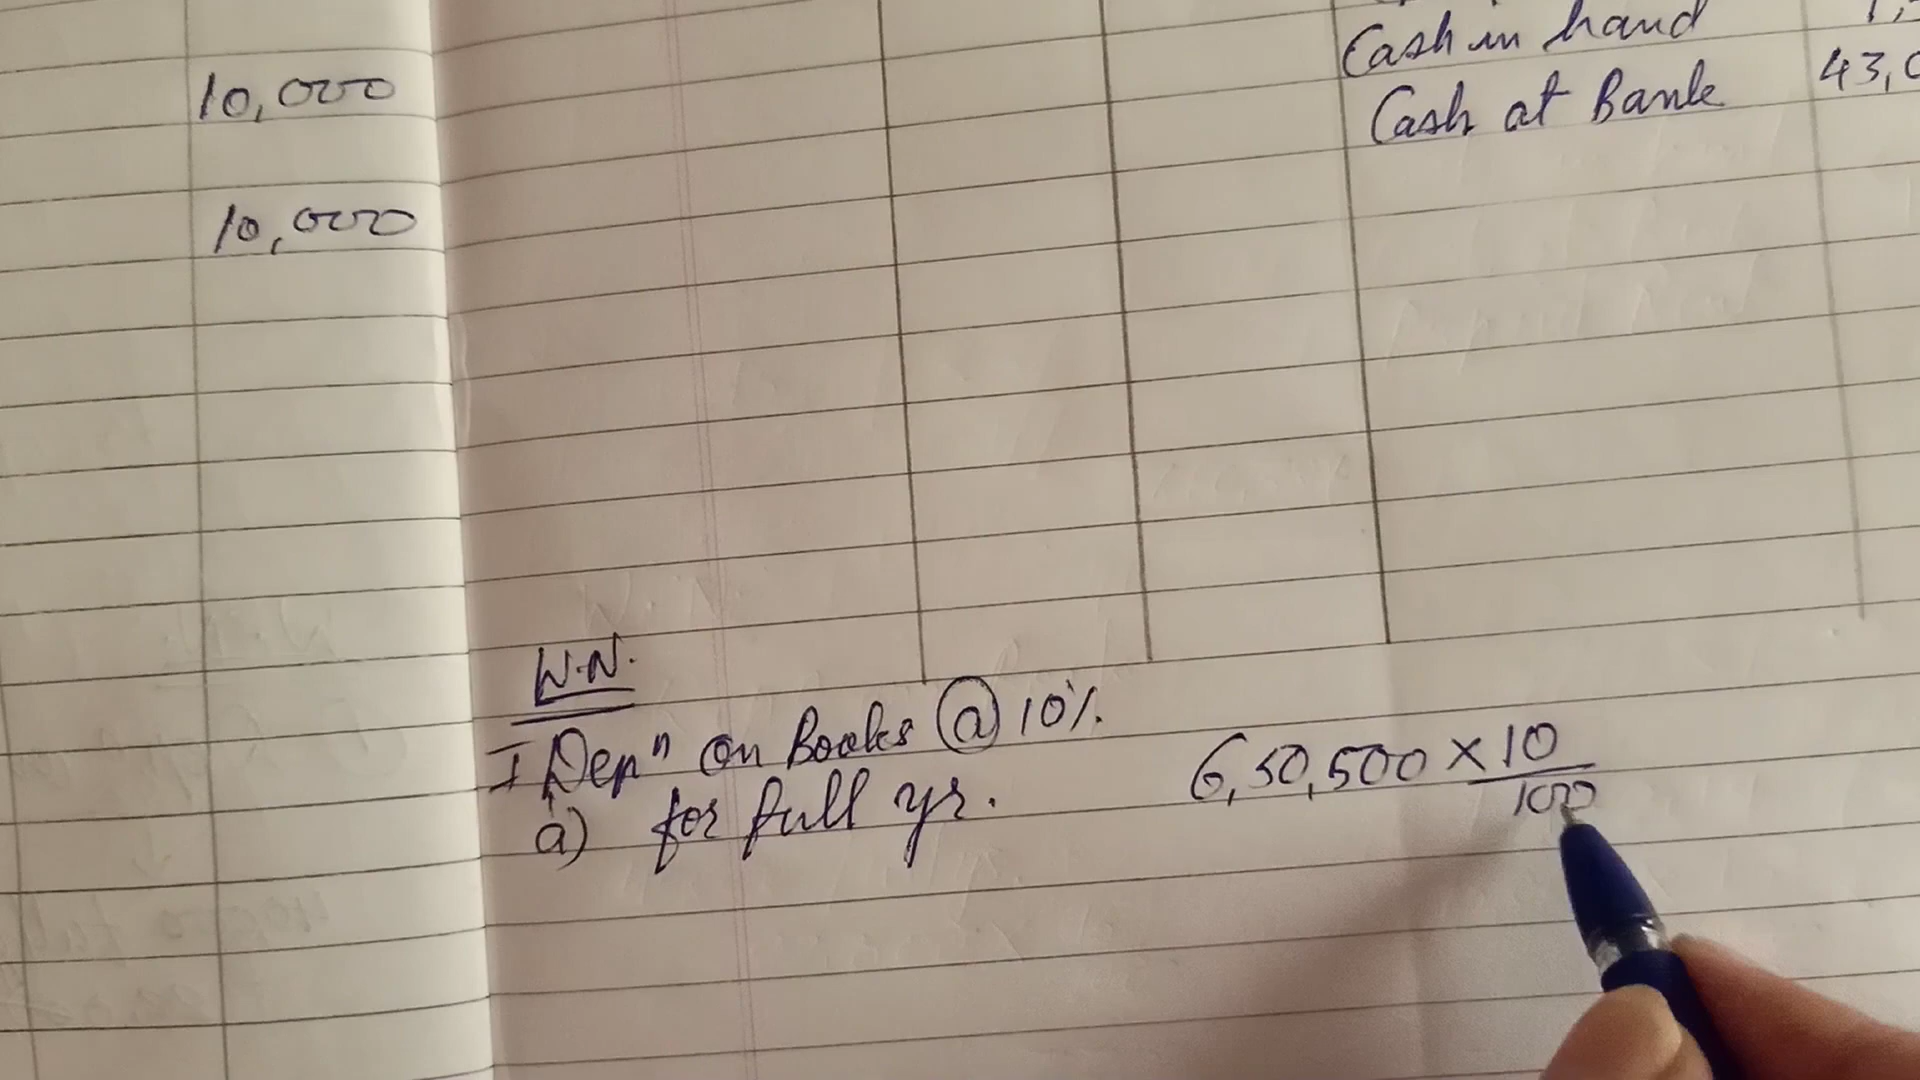 Cash in hand
10,000
Cash at Bank 43,0
10,000
W.N.
I Depn on Books @ 10%.
a) for full yr. 6,50,500 × 10
100